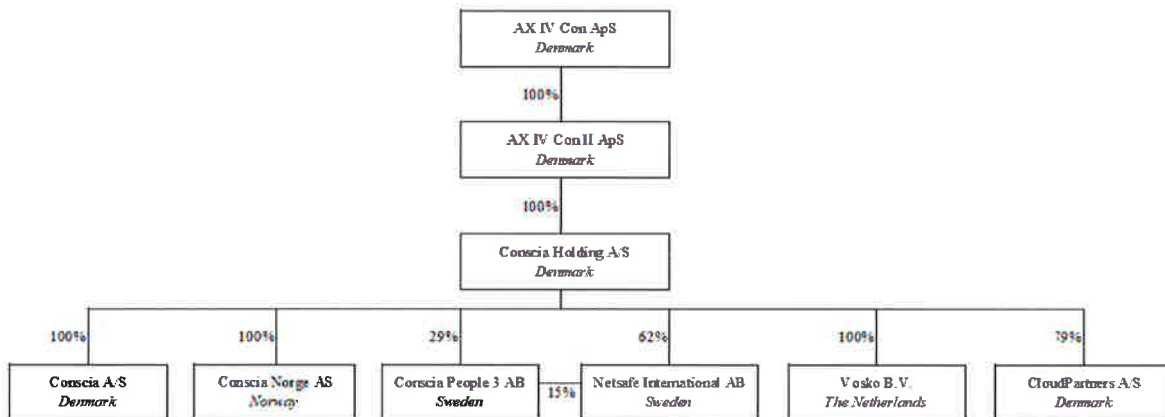 AX IV Con ApS
Denmark
100%
AX IV Con II ApS
Denmark
100%
Conscia Holding A/S
Denmark
100%
100%
29%
62%
100%
79%
Conscia A/S
Denmark
Conscia Norge AS
Norway
Conscia People 3 AB
Sweden
15%
Netsafe International AB
Sweden
Vosko B.V.
The Netherlands
CloudPartners A/S
Denmark